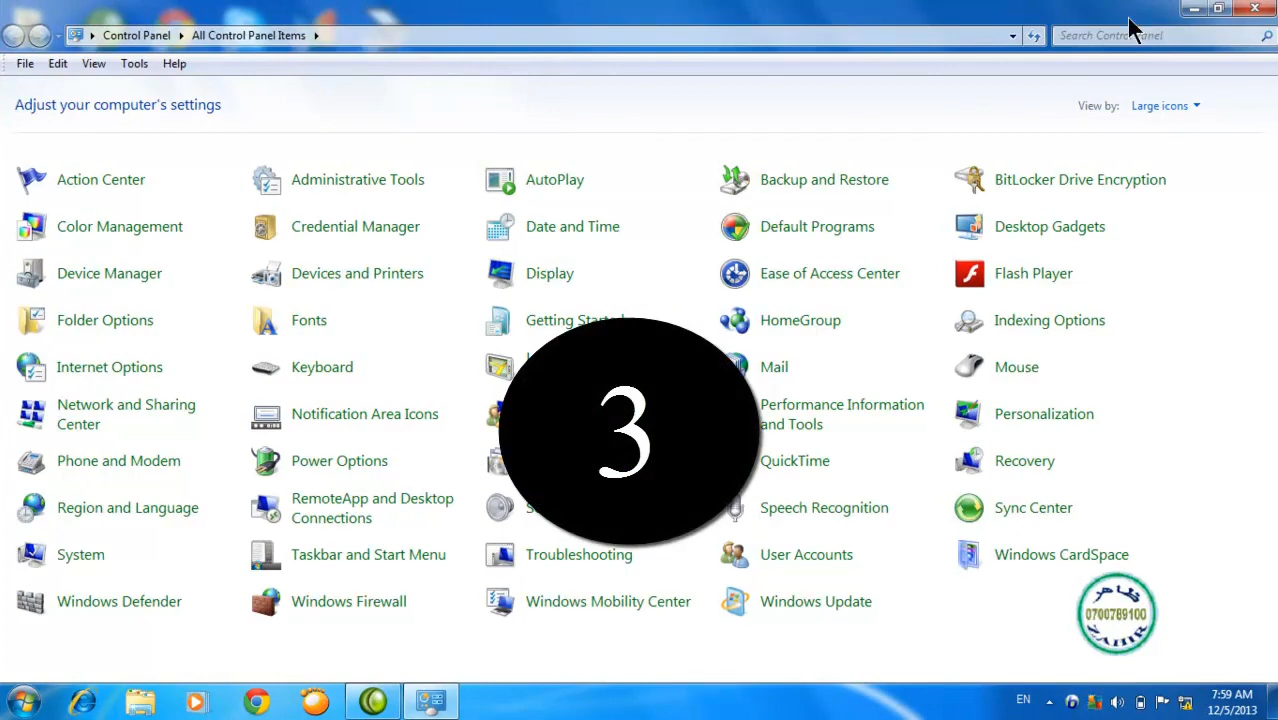 Control Panel
All Control Panel Items
Search Control Panel
File Edit View Tools Help
Adjust your computer's settings
View by: Large icons
Action Center
Administrative Tools
AutoPlay
Backup and Restore
BitLocker Drive Encryption
Color Management
Credential Manager
Date and Time
Default Programs
Desktop Gadgets
Device Manager
Devices and Printers
Display
Ease of Access Center
Flash Player
Folder Options
Fonts
Getting Started
HomeGroup
Indexing Options
Internet Options
Keyboard
Mail
Mouse
Network and Sharing
Center
Notification Area Icons
Performance Information
and Tools
Personalization
3
Phone and Modem
Power Options
QuickTime
Recovery
Region and Language
RemoteApp and Desktop
Connections
Speech Recognition
Sync Center
System
Taskbar and Start Menu
Troubleshooting
User Accounts
Windows CardSpace
Windows Defender
Windows Firewall
Windows Mobility Center
Windows Update
ظاهر
0700789100
ZAHIR
EN
7:59 AM
12/5/2013